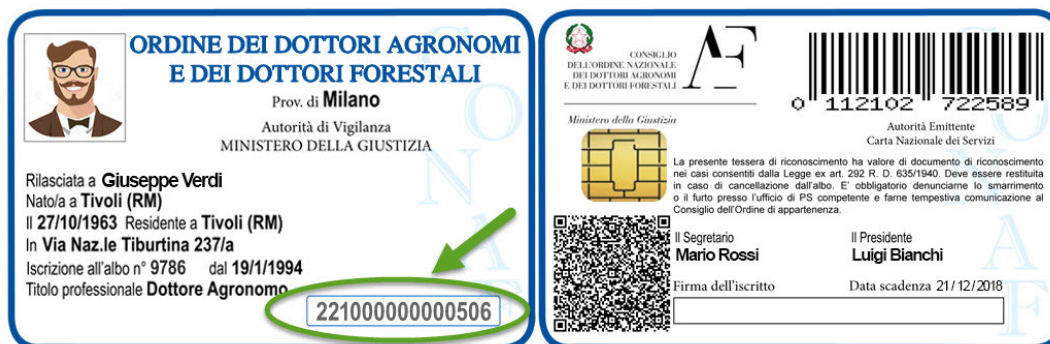 ORDINE DEI DOTTORI AGRONOMI
E DEI DOTTORI FORESTALI
Prov. di Milano
Autorità di Vigilanza
MINISTERO DELLA GIUSTIZIA
Rilasciata a Giuseppe Verdi
Nato/a a Tivoli (RM)
Il 27/10/1963 Residente a Tivoli (RM)
In Via Naz.le Tiburtina 237/a
Iscrizione all'albo n° 9786 dal 19/1/1994
Titolo professionale Dottore Agronomo
221000000000506
CONAF
CONSIGLIO
DELL'ORDINE NAZIONALE
DEI DOTTORI AGRONOMI
E DEI DOTTORI FORESTALI
AF
Ministero della Giustizia
0 112102 722589
Autorità Emittente
Carta Nazionale dei Servizi
La presente tessera di riconoscimento ha valore di documento di riconoscimento
nei casi consentiti dalla Legge ex art. 292 R. D. 635/1940. Deve essere restituita
in caso di cancellazione dall'albo. E' obbligatorio denunciarne lo smarrimento
o il furto presso l'ufficio di PS competente e farne tempestiva comunicazione al
Consiglio dell'Ordine di appartenenza.
Il Segretario
Mario Rossi
Il Presidente
Luigi Bianchi
Firma dell'iscritto
Data scadenza 21/12/2018
CONAF